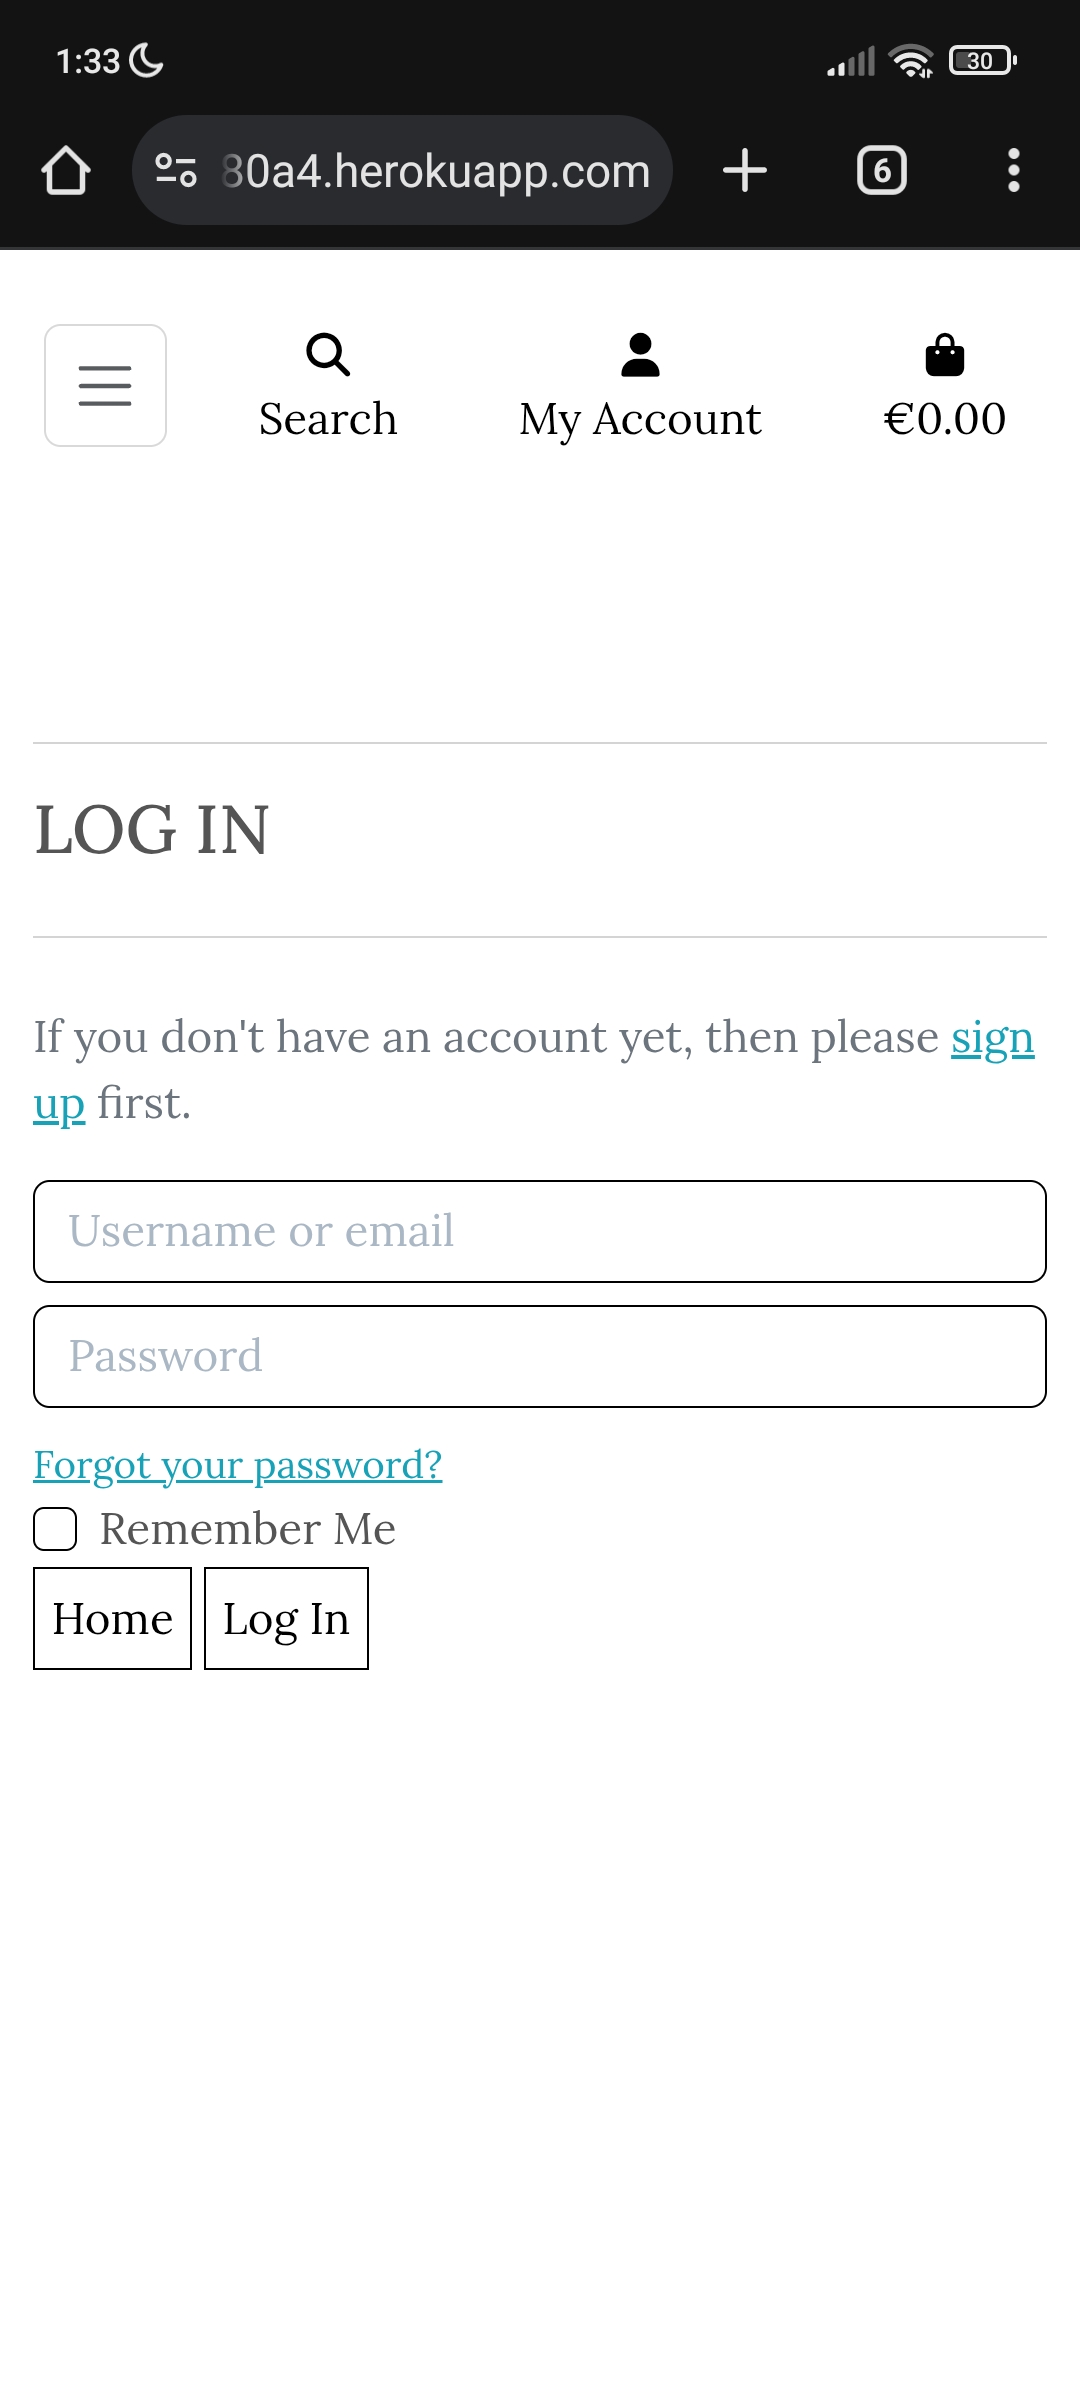 1:33
30
80a4.herokuapp.com
6
Search
My Account
€0.00
LOG IN
If you don't have an account yet, then please sign
up first.
Username or email
Password
Forgot your password?
Remember Me
Home
Log In